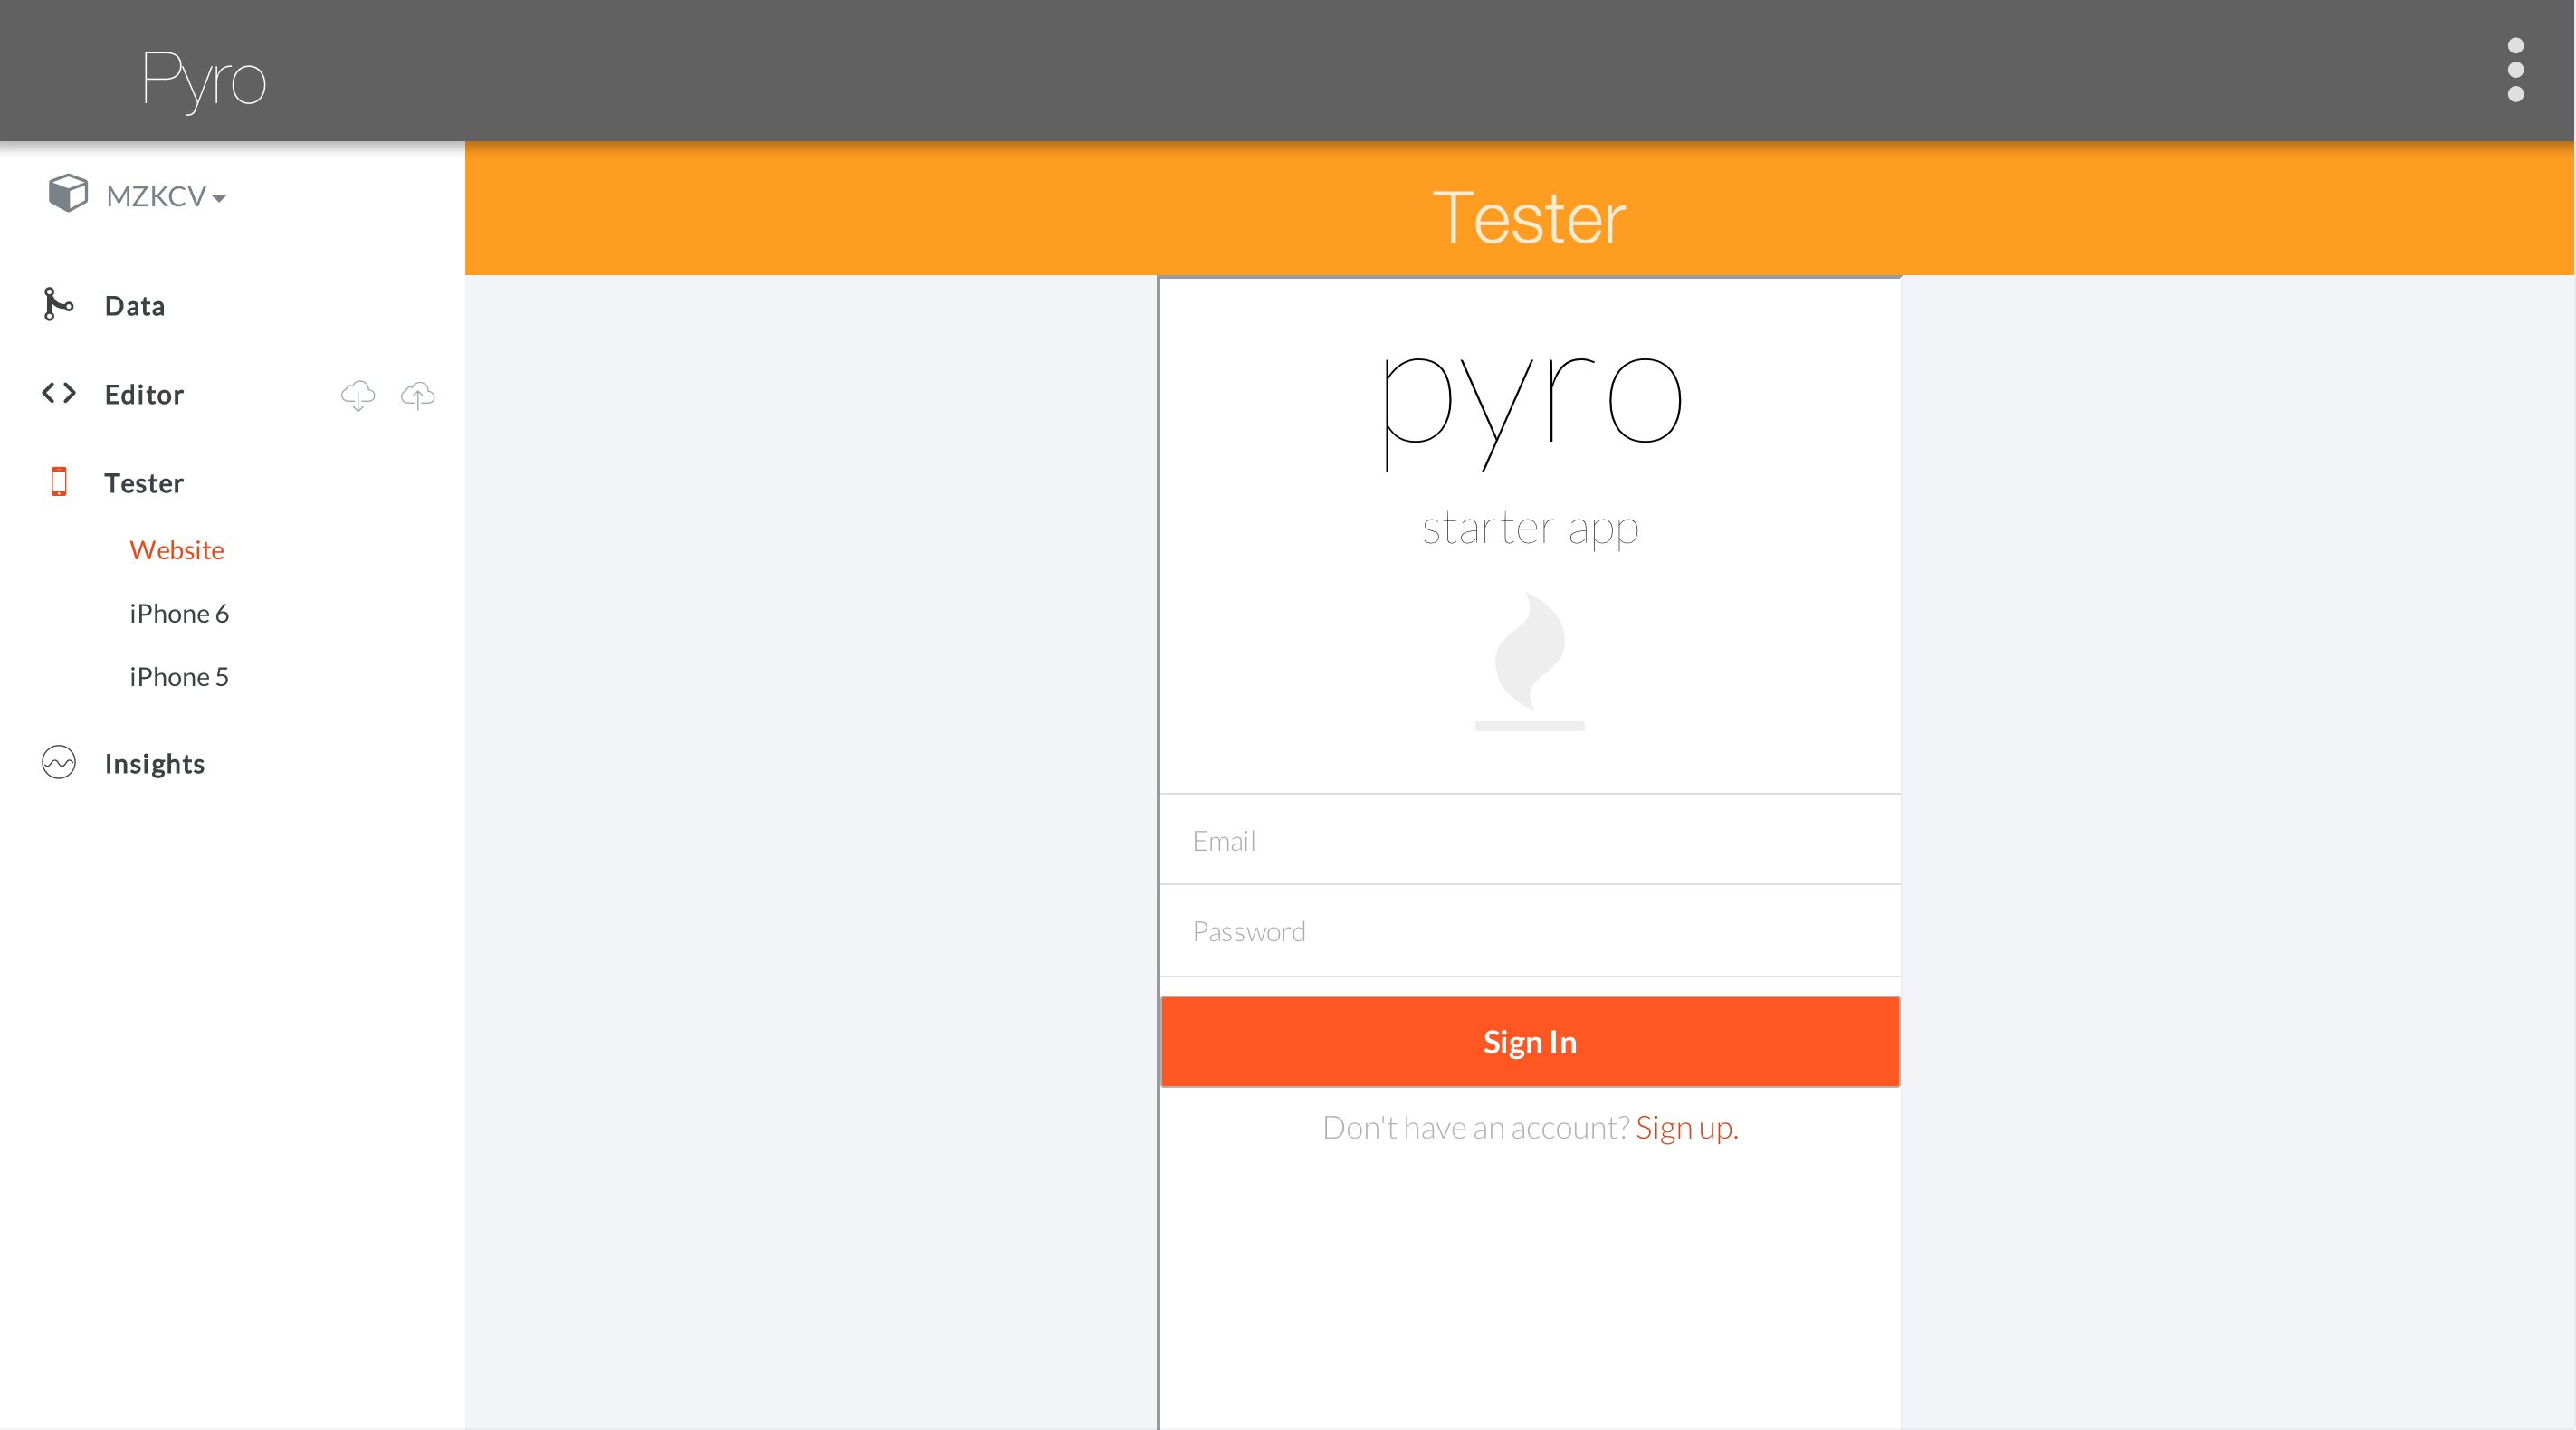 Pyro
MZKCV
Data
Editor
Tester
Website
iPhone 6
iPhone 5
Insights
Tester
pyro
starter app
Email
Password
Sign In
Don't have an account? Sign up.